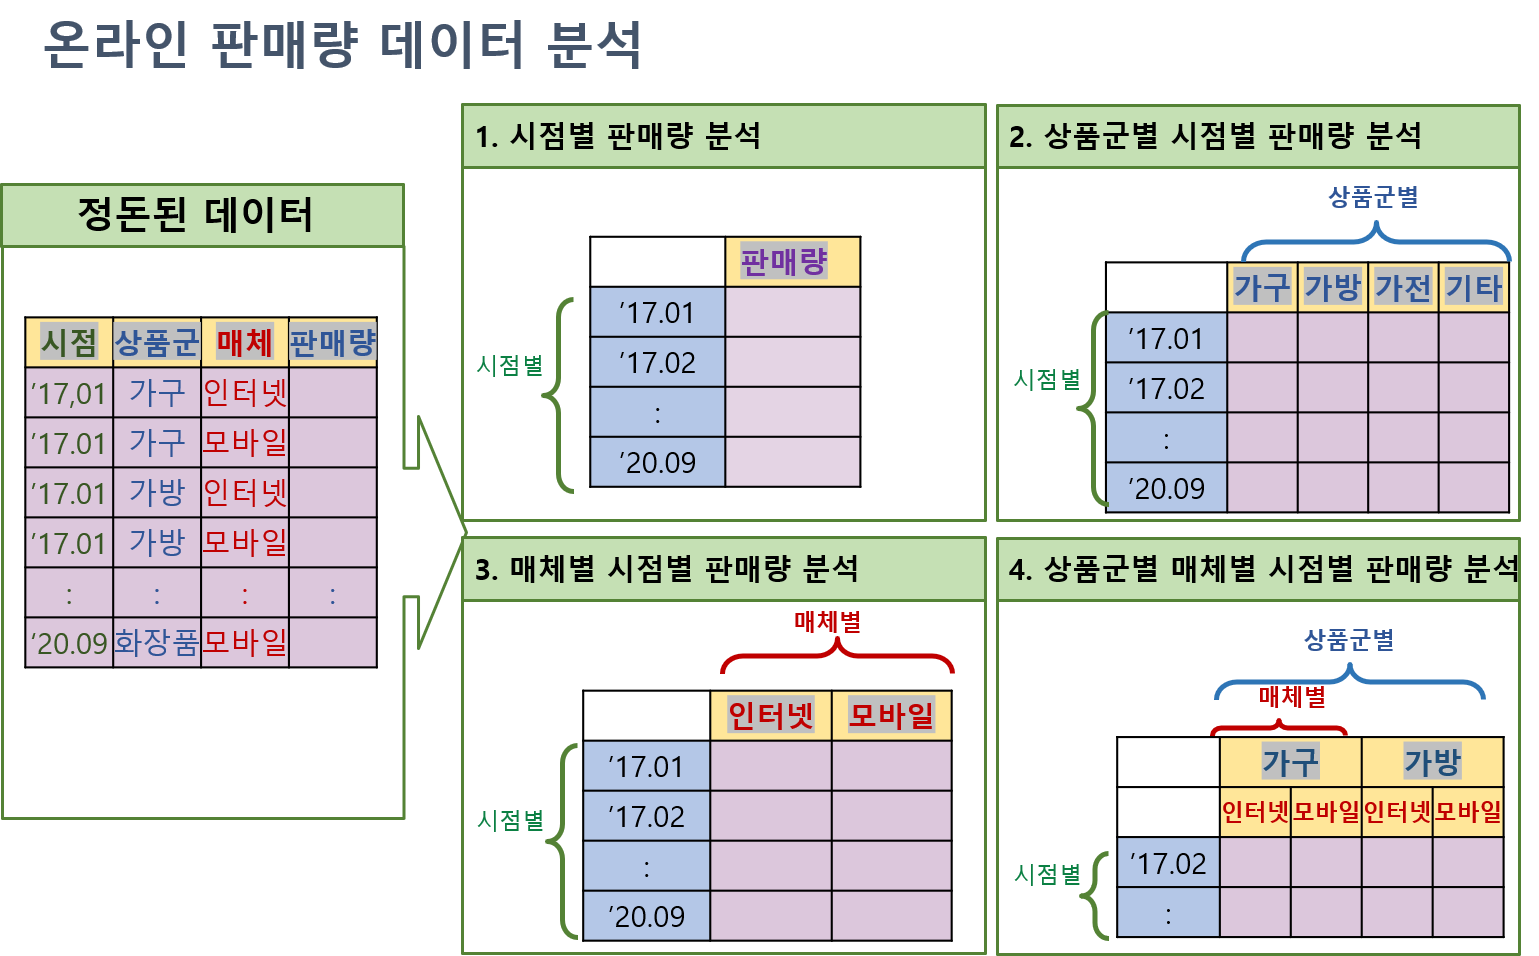 온라인 판매량 데이터 분석
정돈된 데이터
시점 상품군 매체 판매량
’17,01 가구 인터넷
’17.01 가구 모바일
’17.01 가방 인터넷
’17.01 가방 모바일
: : : :
’20.09 화장품 모바일
1. 시점별 판매량 분석
판매량
시점별
’17.01
’17.02
:
’20.09
2. 상품군별 시점별 판매량 분석
상품군별
가구 가방 가전 기타
시점별
’17.01
’17.02
:
’20.09
3. 매체별 시점별 판매량 분석
매체별
인터넷 모바일
시점별
’17.01
’17.02
:
’20.09
4. 상품군별 매체별 시점별 판매량 분석
상품군별
매체별
가구 가방
인터넷 모바일 인터넷 모바일
시점별
’17.02
: